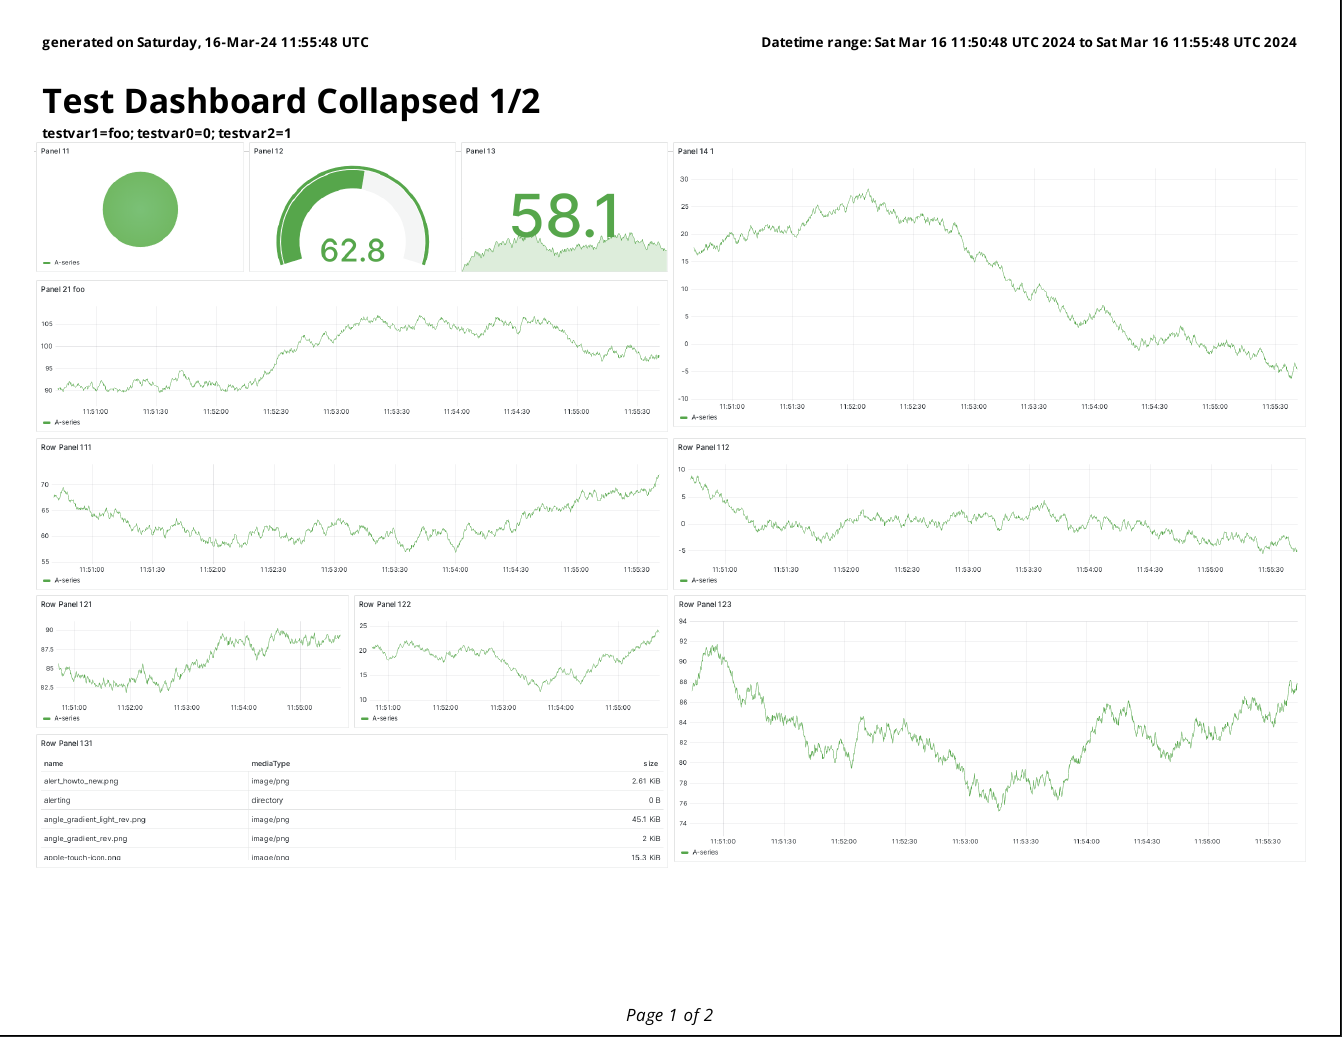 generated on Saturday, 16-Mar-24 11:55:48 UTC
Datetime range: Sat Mar 16 11:50:48 UTC 2024 to Sat Mar 16 11:55:48 UTC 2024
Test Dashboard Collapsed 1/2
testvar1=foo; testvar0=0; testvar2=1
Panel 11
A-series
Panel 12
62.8
Panel 13
58.1
Panel 14 1
30
25
20
15
10
5
0
-5
-10
11:51:00 11:51:30 11:52:00 11:52:30 11:53:00 11:53:30 11:54:00 11:54:30 11:55:00 11:55:30
A-series
Panel 21 foo
105
100
95
90
11:51:00 11:51:30 11:52:00 11:52:30 11:53:00 11:53:30 11:54:00 11:54:30 11:55:00 11:55:30
A-series
Row Panel 111
70
65
60
55
11:51:00 11:51:30 11:52:00 11:52:30 11:53:00 11:53:30 11:54:00 11:54:30 11:55:00 11:55:30
A-series
Row Panel 112
10
5
0
-5
11:51:00 11:51:30 11:52:00 11:52:30 11:53:00 11:53:30 11:54:00 11:54:30 11:55:00 11:55:30
A-series
Row Panel 121
90
87.5
85
82.5
11:51:00 11:52:00 11:53:00 11:54:00 11:55:00
A-series
Row Panel 122
25
20
15
10
11:51:00 11:52:00 11:53:00 11:54:00 11:55:00
A-series
Row Panel 123
94
92
90
88
86
84
82
80
78
76
74
11:51:00 11:51:30 11:52:00 11:52:30 11:53:00 11:53:30 11:54:00 11:54:30 11:55:00 11:55:30
A-series
Row Panel 131
name mediaType size
alert_howto_new.png image/png 2.61 KiB
alerting directory 0 B
angle_gradient_light_rev.png image/png 45.1 KiB
angle_gradient_rev.png image/png 2 KiB
apple-touch-icon.png image/png 15.3 KiB
Page 1 of 2